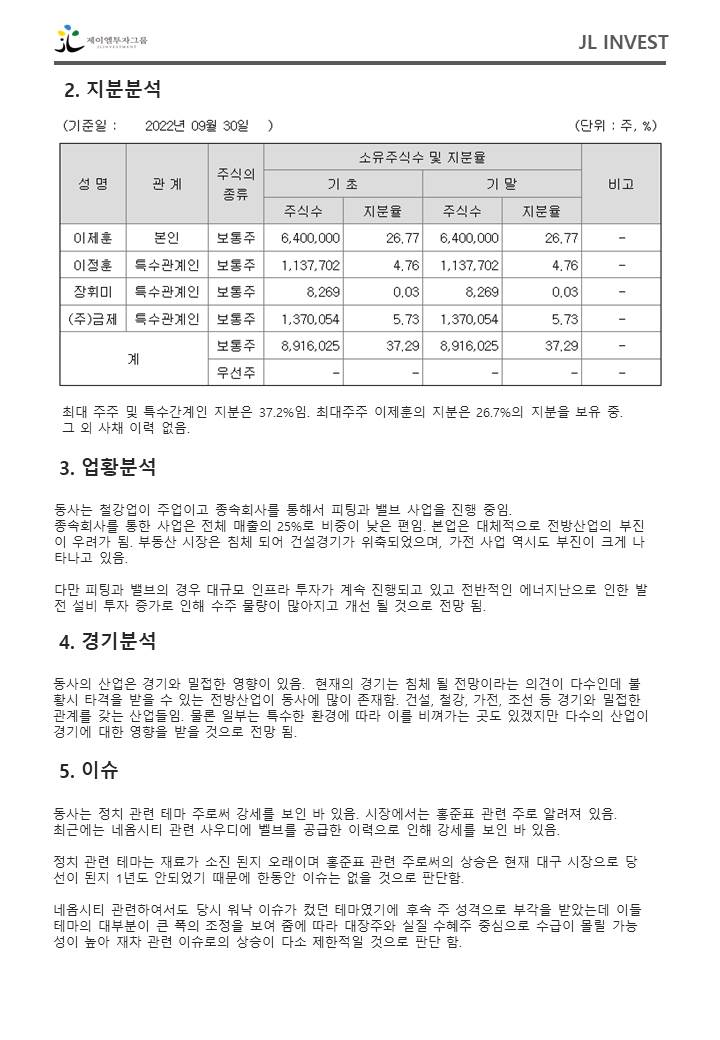 제이엘투자그룹
JLINVESTMENT
JL INVEST
2. 지분분석
(기준일 : 2022년 09월 30일 ) (단위 : 주, %)
성 명 관 계 주식의 종류 소유주식수 및 지분율 비고
기 초 기 말
주식수 지분율 주식수 지분율
이제훈 본인 보통주 6,400,000 26.77 6,400,000 26.77 -
이정훈 특수관계인 보통주 1,137,702 4.76 1,137,702 4.76 -
장휘미 특수관계인 보통주 8,269 0.03 8,269 0.03 -
(주)금제 특수관계인 보통주 1,370,054 5.73 1,370,054 5.73 -
계 보통주 8,916,025 37.29 8,916,025 37.29 -
우선주 - - - - -
최대 주주 및 특수간계인 지분은 37.2%임. 최대주주 이제훈의 지분은 26.7%의 지분을 보유 중.
그 외 사채 이력 없음.
3. 업황분석
동사는 철강업이 주업이고 종속회사를 통해서 피팅과 밸브 사업을 진행 중임.
종속회사를 통한 사업은 전체 매출의 25%로 비중이 낮은 편임. 본업은 대체적으로 전방산업의 부진
이 우려가 됨. 부동산 시장은 침체 되어 건설경기가 위축되었으며, 가전 사업 역시도 부진이 크게 나
타나고 있음.
다만 피팅과 밸브의 경우 대규모 인프라 투자가 계속 진행되고 있고 전반적인 에너지난으로 인한 발
전 설비 투자 증가로 인해 수주 물량이 많아지고 개선 될 것으로 전망 됨.
4. 경기분석
동사의 산업은 경기와 밀접한 영향이 있음. 현재의 경기는 침체 될 전망이라는 의견이 다수인데 불
황시 타격을 받을 수 있는 전방산업이 동사에 많이 존재함. 건설, 철강, 가전, 조선 등 경기와 밀접한
관계를 갖는 산업들임. 물론 일부는 특수한 환경에 따라 이를 비껴가는 곳도 있겠지만 다수의 산업이
경기에 대한 영향을 받을 것으로 전망 됨.
5. 이슈
동사는 정치 관련 테마 주로써 강세를 보인 바 있음. 시장에서는 홍준표 관련 주로 알려져 있음.
최근에는 네옴시티 관련 사우디에 밸브를 공급한 이력으로 인해 강세를 보인 바 있음.
정치 관련 테마는 재료가 소진 된지 오래이며 홍준표 관련 주로써의 상승은 현재 대구 시장으로 당
선이 된지 1년도 안되었기 때문에 한동안 이슈는 없을 것으로 판단함.
네옴시티 관련하여서도 당시 워낙 이슈가 컸던 테마였기에 후속 주 성격으로 부각을 받았는데 이들
테마의 대부분이 큰 폭의 조정을 보여 줌에 따라 대장주와 실질 수혜주 중심으로 수급이 몰릴 가능
성이 높아 재차 관련 이슈로의 상승이 다소 제한적일 것으로 판단 함.